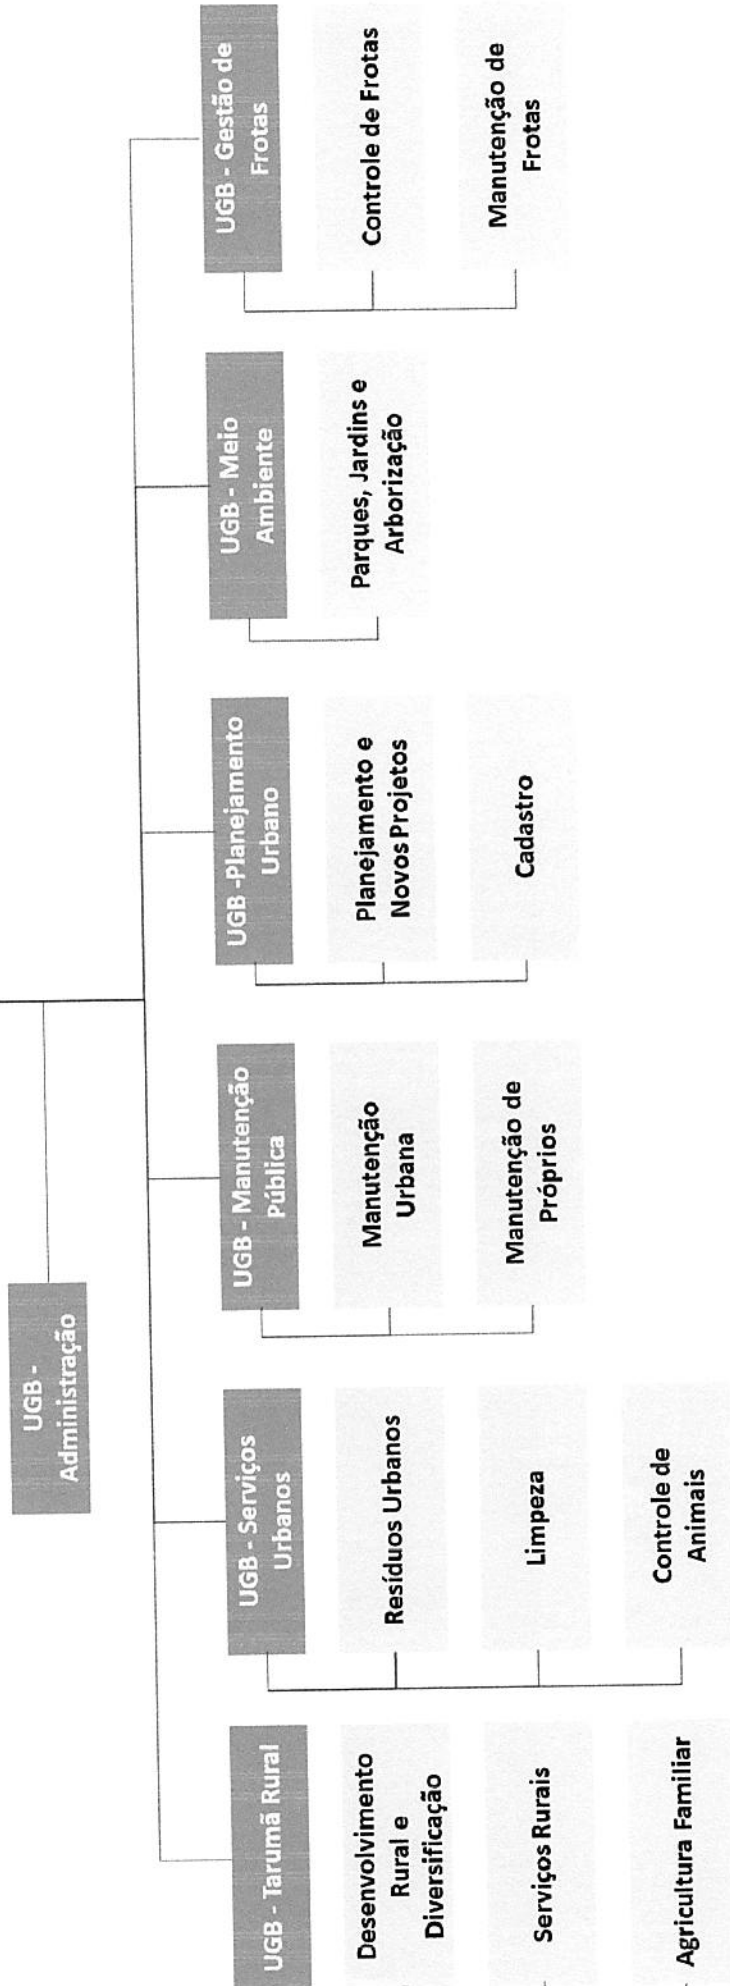 UGB -
Administração
UGB - Tarumã Rural
Desenvolvimento
Rural e
Diversificação
Serviços Rurais
Agricultura Familiar
UGB - Serviços
Urbanos
Resíduos Urbanos
Limpeza
Controle de
Animais
UGB - Manutenção
Pública
Manutenção
Urbana
Manutenção de
Próprios
UGB -Planejamento
Urbano
Planejamento e
Novos Projetos
Cadastro
UGB - Meio
Ambiente
Parques, Jardins e
Arborização
UGB - Gestão de
Frotas
Controle de Frotas
Manutenção de
Frotas